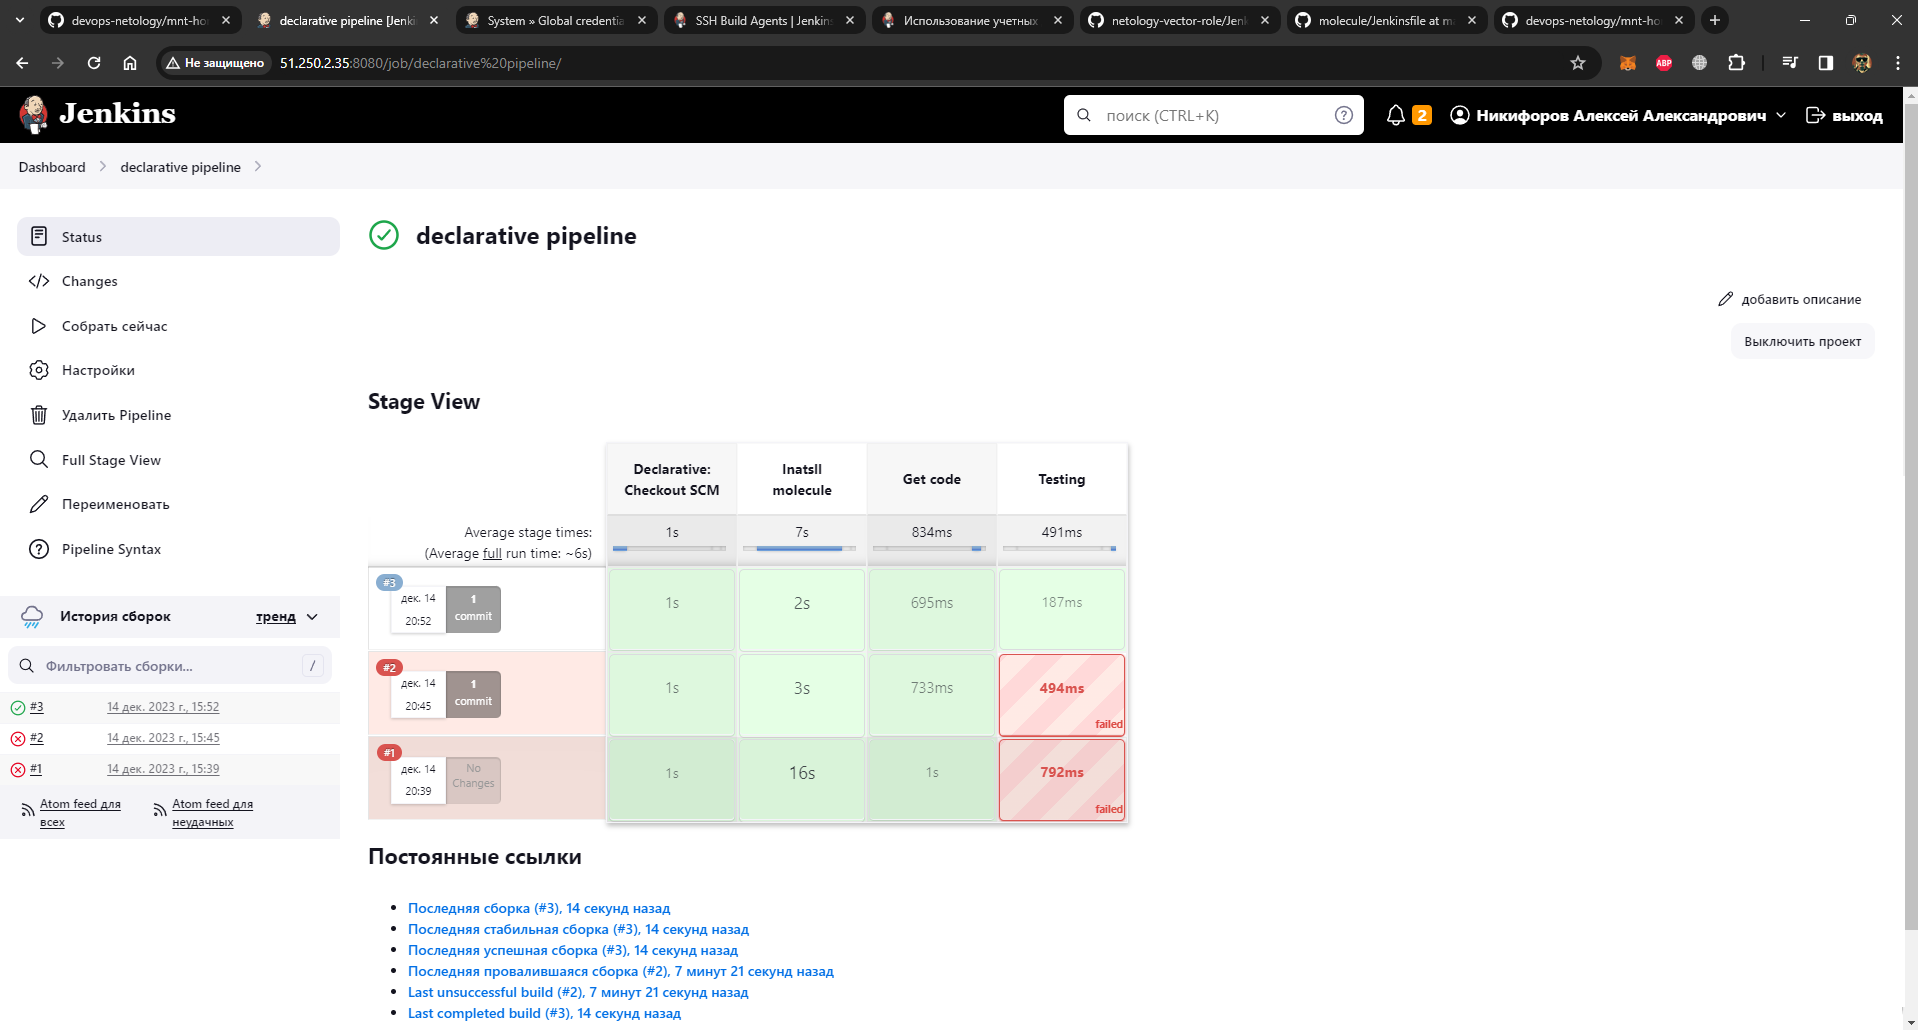 devops-netology/mnt-ho
declarative pipeline [Jenki
System » Global credentia
SSH Build Agents | Jenkins
Использование учетных
netology-vector-role/Jenk
molecule/Jenkinsfile at m
devops-netology/mnt-ho
Не защищено
51.250.2.35:8080/job/declarative%20pipeline/
ABP
Jenkins
поиск (CTRL+K)
?
2
Никифоров Алексей Александрович
выход
Dashboard
declarative pipeline
Status
Changes
Собрать сейчас
Настройки
Удалить Pipeline
Full Stage View
Переименовать
Pipeline Syntax
История сборок
тренд
Фильтровать сборки...
/
#3
14 дек. 2023 г., 15:52
#2
14 дек. 2023 г., 15:45
#1
14 дек. 2023 г., 15:39
Atom feed для
всех
Atom feed для
неудачных
declarative pipeline
добавить описание
Выключить проект
Stage View
Declarative:
Checkout SCM
Inatsll
molecule
Get code
Testing
Average stage times:
(Average full run time: ~6s)
1s
7s
834ms
491ms
#3
дек. 14
20:52
1
commit
1s
2s
695ms
187ms
#2
дек. 14
20:45
1
commit
1s
3s
733ms
494ms
failed
#1
дек. 14
20:39
No
Changes
1s
16s
1s
792ms
failed
Постоянные ссылки
Последняя сборка (#3), 14 секунд назад
Последняя стабильная сборка (#3), 14 секунд назад
Последняя успешная сборка (#3), 14 секунд назад
Последняя провалившаяся сборка (#2), 7 минут 21 секунд назад
Last unsuccessful build (#2), 7 минут 21 секунд назад
Last completed build (#3), 14 секунд назад